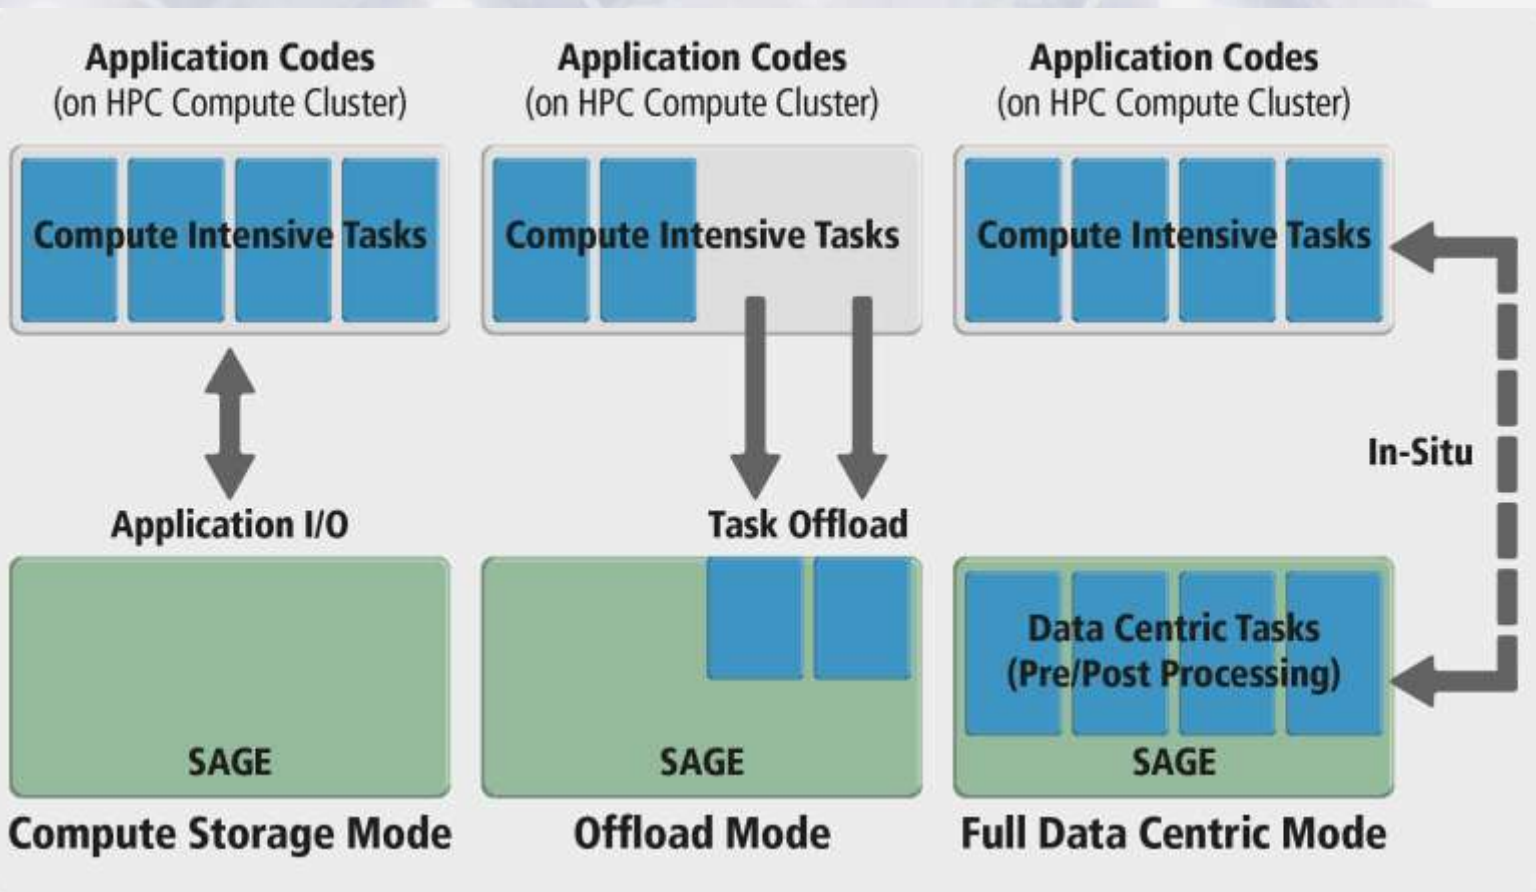 Application Codes
(on HPC Compute Cluster)
Compute Intensive Tasks
Application I/O
SAGE
Compute Storage Mode
Application Codes
(on HPC Compute Cluster)
Compute Intensive Tasks
Task Offload
SAGE
Offload Mode
Application Codes
(on HPC Compute Cluster)
Compute Intensive Tasks
In-Situ
Data Centric Tasks
(Pre/Post Processing)
SAGE
Full Data Centric Mode